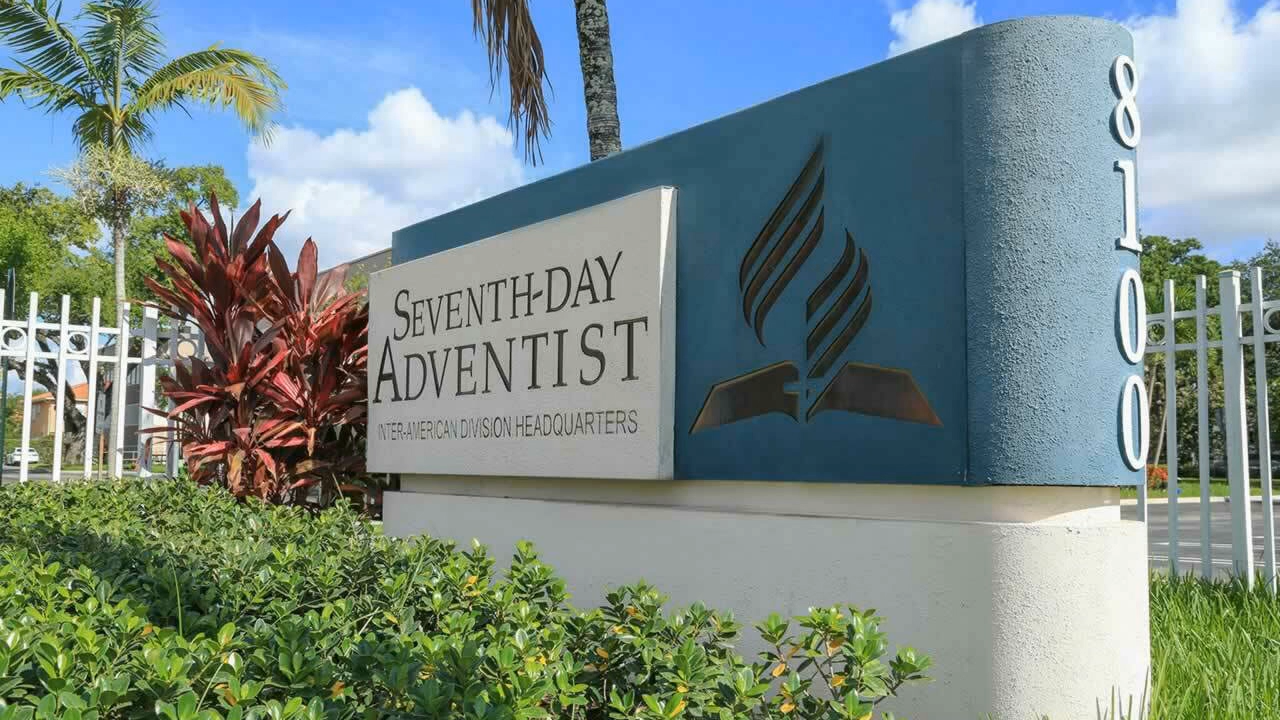 SEVENTH-DAY
ADVENTIST
INTER-AMERICAN DIVISION HEADQUARTERS
8100